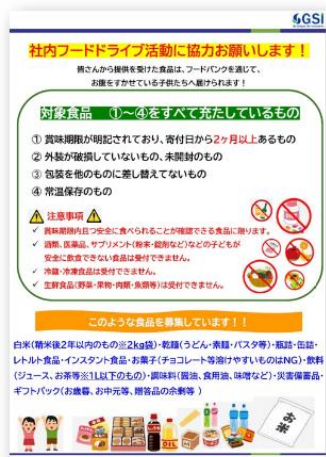 GSI
社内フードドライブ活動に協力お願いします！
皆さんから提供を受けた食品は、フードバンクを通じて、
お腹をすかせている子供たちへ届けられます！
対象食品　①～④をすべて充たしているもの
① 賞味期限が明記されており、寄付日から2ヶ月以上あるもの
② 外装が破損していないもの、未開封のもの
③ 包装を他のものに差し替えてないもの
④ 常温保存のもの
注意事項
✓ 賞味期限内且つ安全に食べられることが確認できる食品に限ります。
✓ 酒類、医薬品、サプリメント(粉末・錠剤など)などの子どもが
安全に飲食できない食品は受付できません。
✓ 冷蔵・冷凍食品は受付できません。
✓ 生鮮食品(野菜・果物・肉類・魚類等)は受付できません。
このような食品を募集しています！！
白米(精米後2年以内のもの※2kg袋)・乾麺(うどん・素麺・パスタ等)・瓶詰・缶詰・
レトルト食品・インスタント食品・お菓子(チョコレート等溶けやすいものはNG)・飲料
(ジュース、お茶等※1L以下のもの)・調味料(醤油、食用油、味噌など)・災害備蓄品・
ギフトパック(お歳暮、お中元等、贈答品の余剰等)
お米